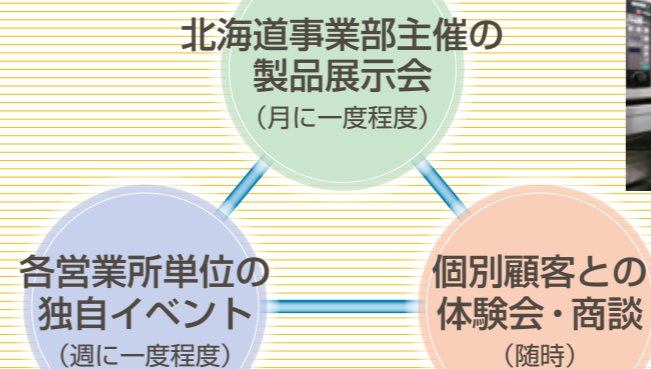 北海道事業部主催の
製品展示会
（月に一度程度）
各営業所単位の
独自イベント
（週に一度程度）
個別顧客との
体験会・商談
（随時）